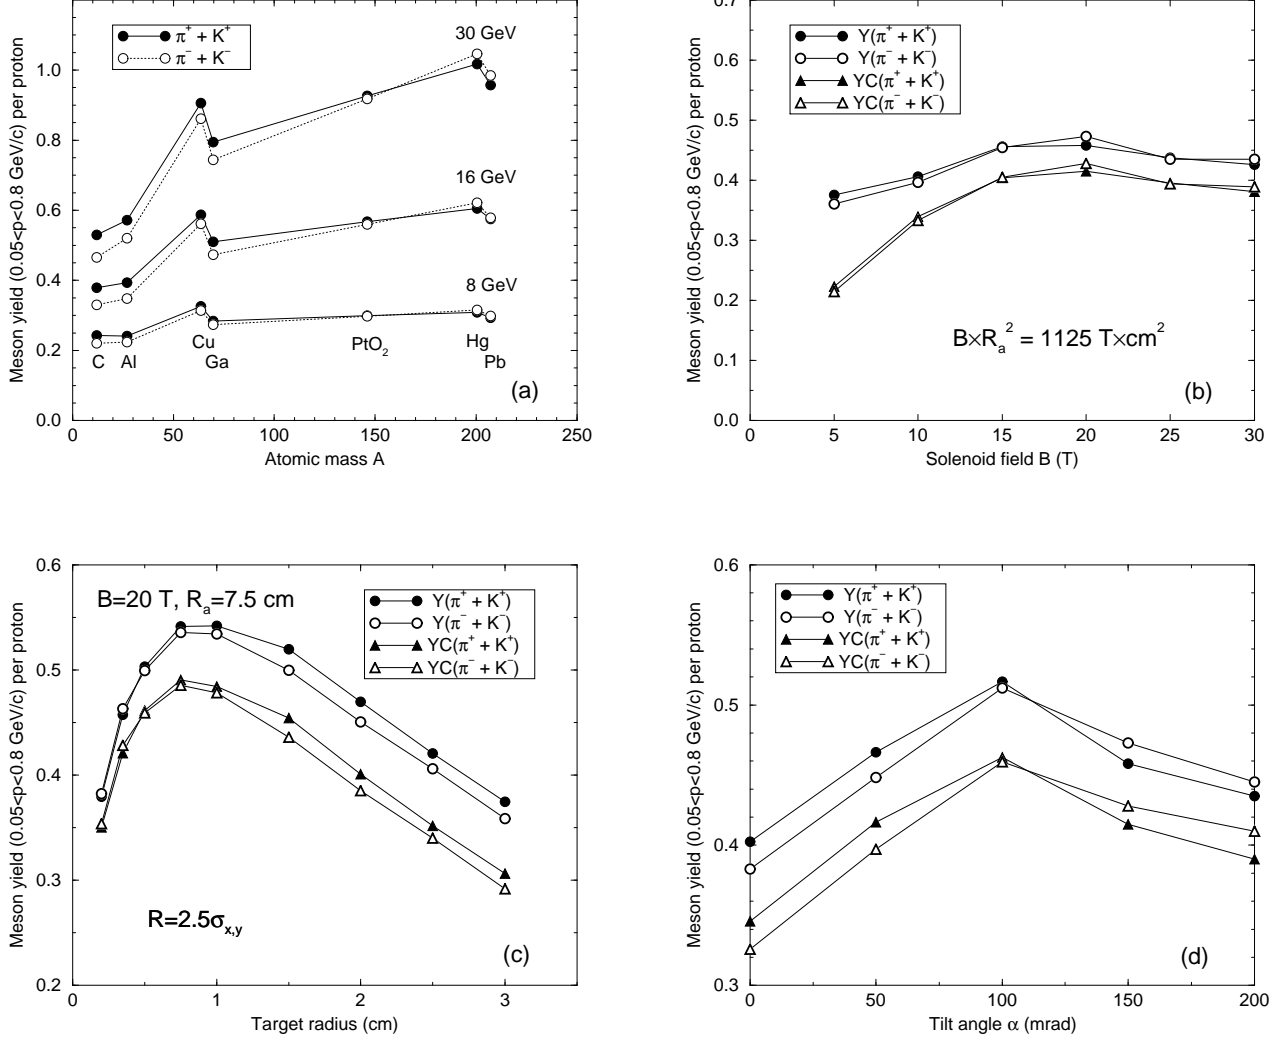 Meson yield (0.05<p<0.8 GeV/c) per proton
1.0
0.8
0.6
0.4
0.2
0.0
π⁺ + K⁺
π⁻ + K⁻
30 GeV
16 GeV
8 GeV
C
Al
Cu
Ga
PtO₂
Hg
Pb
(a)
0 50 100 150 200 250
Atomic mass A
Meson yield (0.05<p<0.8 GeV/c) per proton
0.7
0.6
0.5
0.4
0.3
0.2
0.1
0.0
Y(π⁺ + K⁺)
Y(π⁻ + K⁻)
YC(π⁺ + K⁺)
YC(π⁻ + K⁻)
B×Rₐ² = 1125 T×cm²
(b)
0 5 10 15 20 25 30
Solenoid field B (T)
Meson yield (0.05<p<0.8 GeV/c) per proton
0.6
0.5
0.4
0.3
0.2
B=20 T, Rₐ=7.5 cm
Y(π⁺ + K⁺)
Y(π⁻ + K⁻)
YC(π⁺ + K⁺)
YC(π⁻ + K⁻)
R=2.5σx,y
(c)
0 1 2 3
Target radius (cm)
Meson yield (0.05<p<0.8 GeV/c) per proton
0.6
0.5
0.4
0.3
Y(π⁺ + K⁺)
Y(π⁻ + K⁻)
YC(π⁺ + K⁺)
YC(π⁻ + K⁻)
(d)
0 50 100 150 200
Tilt angle α (mrad)